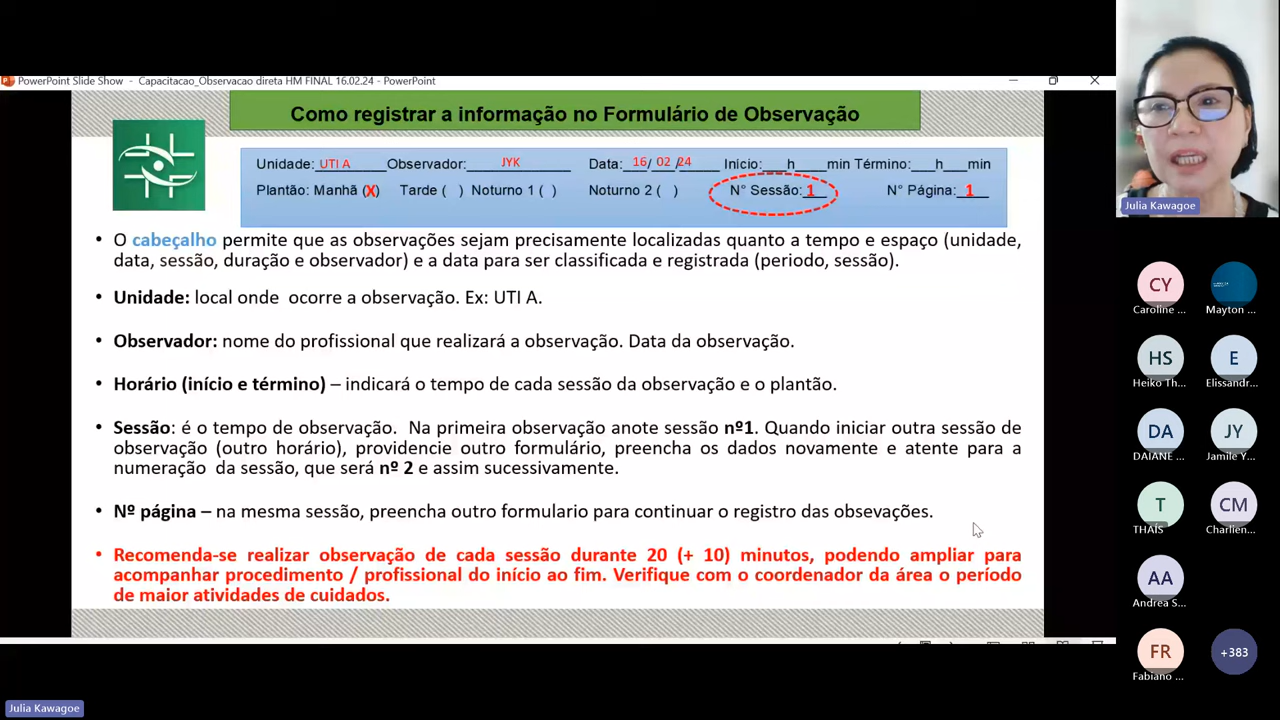 PowerPoint Slide Show - Capacitacao_Observacao direta HM FINAL 16.02.24 - PowerPoint
Como registrar a informação no Formulário de Observação
Unidade: UTI A Observador: JYK Data: 16/ 02 /24 Início:___h____min Término:___h___min
Plantão: Manhã (X) Tarde ( ) Noturno 1 ( ) Noturno 2 ( ) N° Sessão: 1 N° Página: 1
• O cabeçalho permite que as observações sejam precisamente localizadas quanto a tempo e espaço (unidade,
data, sessão, duração e observador) e a data para ser classificada e registrada (periodo, sessão).
• Unidade: local onde ocorre a observação. Ex: UTI A.
• Observador: nome do profissional que realizará a observação. Data da observação.
• Horário (início e término) – indicará o tempo de cada sessão da observação e o plantão.
• Sessão: é o tempo de observação. Na primeira observação anote sessão nº1. Quando iniciar outra sessão de
observação (outro horário), providencie outro formulário, preencha os dados novamente e atente para a
numeração da sessão, que será nº 2 e assim sucessivamente.
• Nº página – na mesma sessão, preencha outro formulario para continuar o registro das obsevações.
• Recomenda-se realizar observação de cada sessão durante 20 (+ 10) minutos, podendo ampliar para
acompanhar procedimento / profissional do início ao fim. Verifique com o coordenador da área o período
de maior atividades de cuidados.
Julia Kawagoe
CY
Caroline ... Mayton ...
HS E
Heiko Th... Elissandr...
DA JY
DAIANE ... Jamile Y...
T CM
THAÍS Charlien...
AA
Andrea S...
FR +383
Fabiano ...
Julia Kawagoe